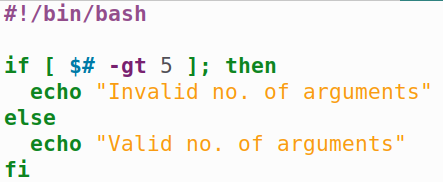 #!/bin/bash

if [ $# -gt 5 ]; then
  echo "Invalid no. of arguments"
else
  echo "Valid no. of arguments"
fi